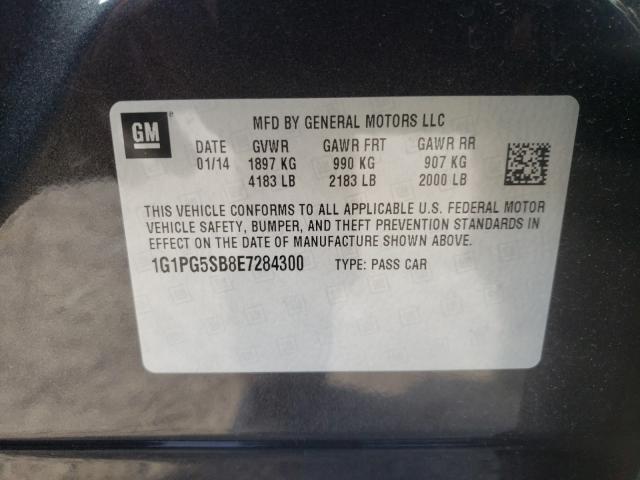 GM
MFD BY GENERAL MOTORS LLC
DATE GVWR GAWR FRT GAWR RR
01/14 1897 KG 990 KG 907 KG
4183 LB 2183 LB 2000 LB
THIS VEHICLE CONFORMS TO ALL APPLICABLE U.S. FEDERAL MOTOR
VEHICLE SAFETY, BUMPER, AND THEFT PREVENTION STANDARDS IN
EFFECT ON THE DATE OF MANUFACTURE SHOWN ABOVE.
1G1PG5SB8E7284300 TYPE: PASS CAR